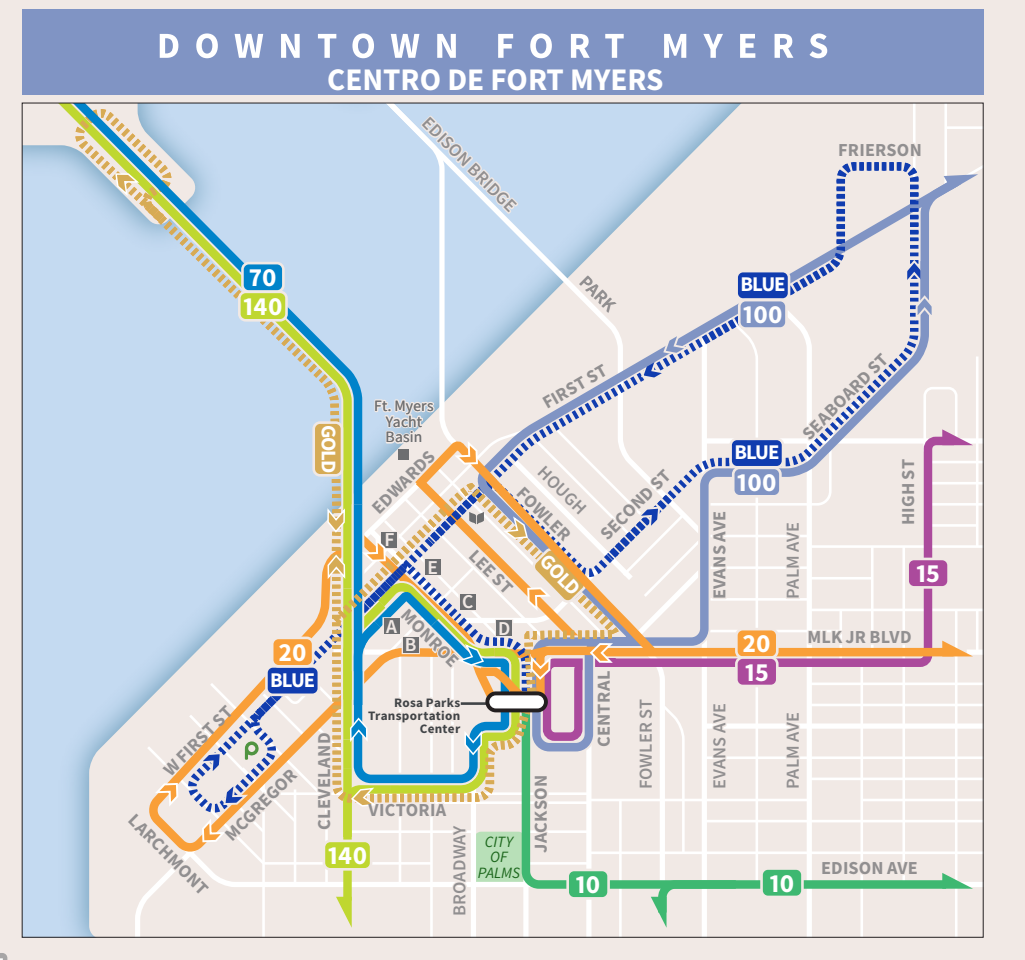 DOWNTOWN FORT MYERS
CENTRO DE FORT MYERS
EDISON BRIDGE
FRIERSON
PARK
70
140
BLUE
100
FIRST ST
SEABOARD ST
Ft. Myers
Yacht
Basin
GOLD
EDWARDS
HOUGH
FOWLER
SECOND ST
BLUE
100
HIGH ST
EVANS AVE
PALM AVE
F
E
LEE ST
GOLD
15
C
A
MONROE
D
B
20
BLUE
20
MLK JR BLVD
15
Rosa Parks
Transportation
Center
CENTRAL
FOWLER ST
EVANS AVE
PALM AVE
W FIRST ST
P
CLEVELAND
MCGREGOR
LARCHMONT
VICTORIA
JACKSON
BROADWAY
140
CITY
OF
PALMS
10
10
EDISON AVE